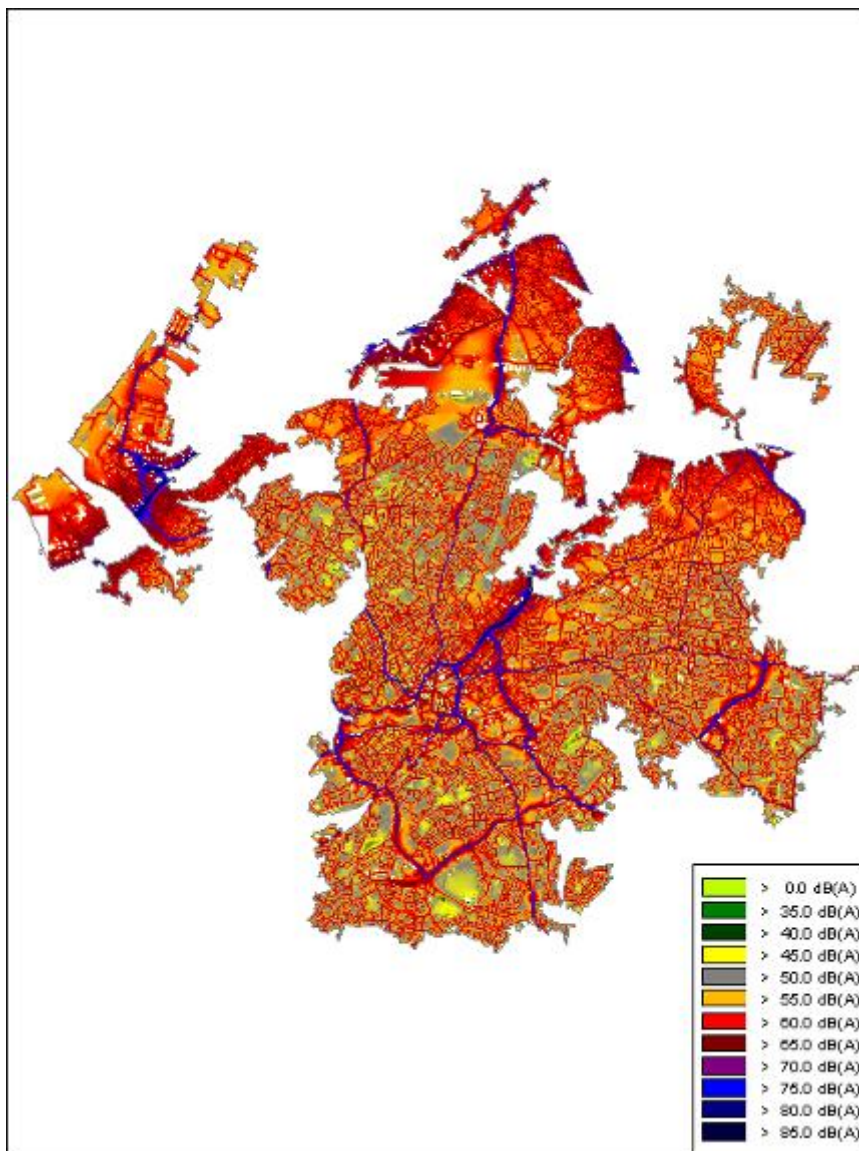 > 0.0 dB(A)
> 35.0 dB(A)
> 40.0 dB(A)
> 45.0 dB(A)
> 50.0 dB(A)
> 55.0 dB(A)
> 60.0 dB(A)
> 65.0 dB(A)
> 70.0 dB(A)
> 75.0 dB(A)
> 80.0 dB(A)
> 85.0 dB(A)